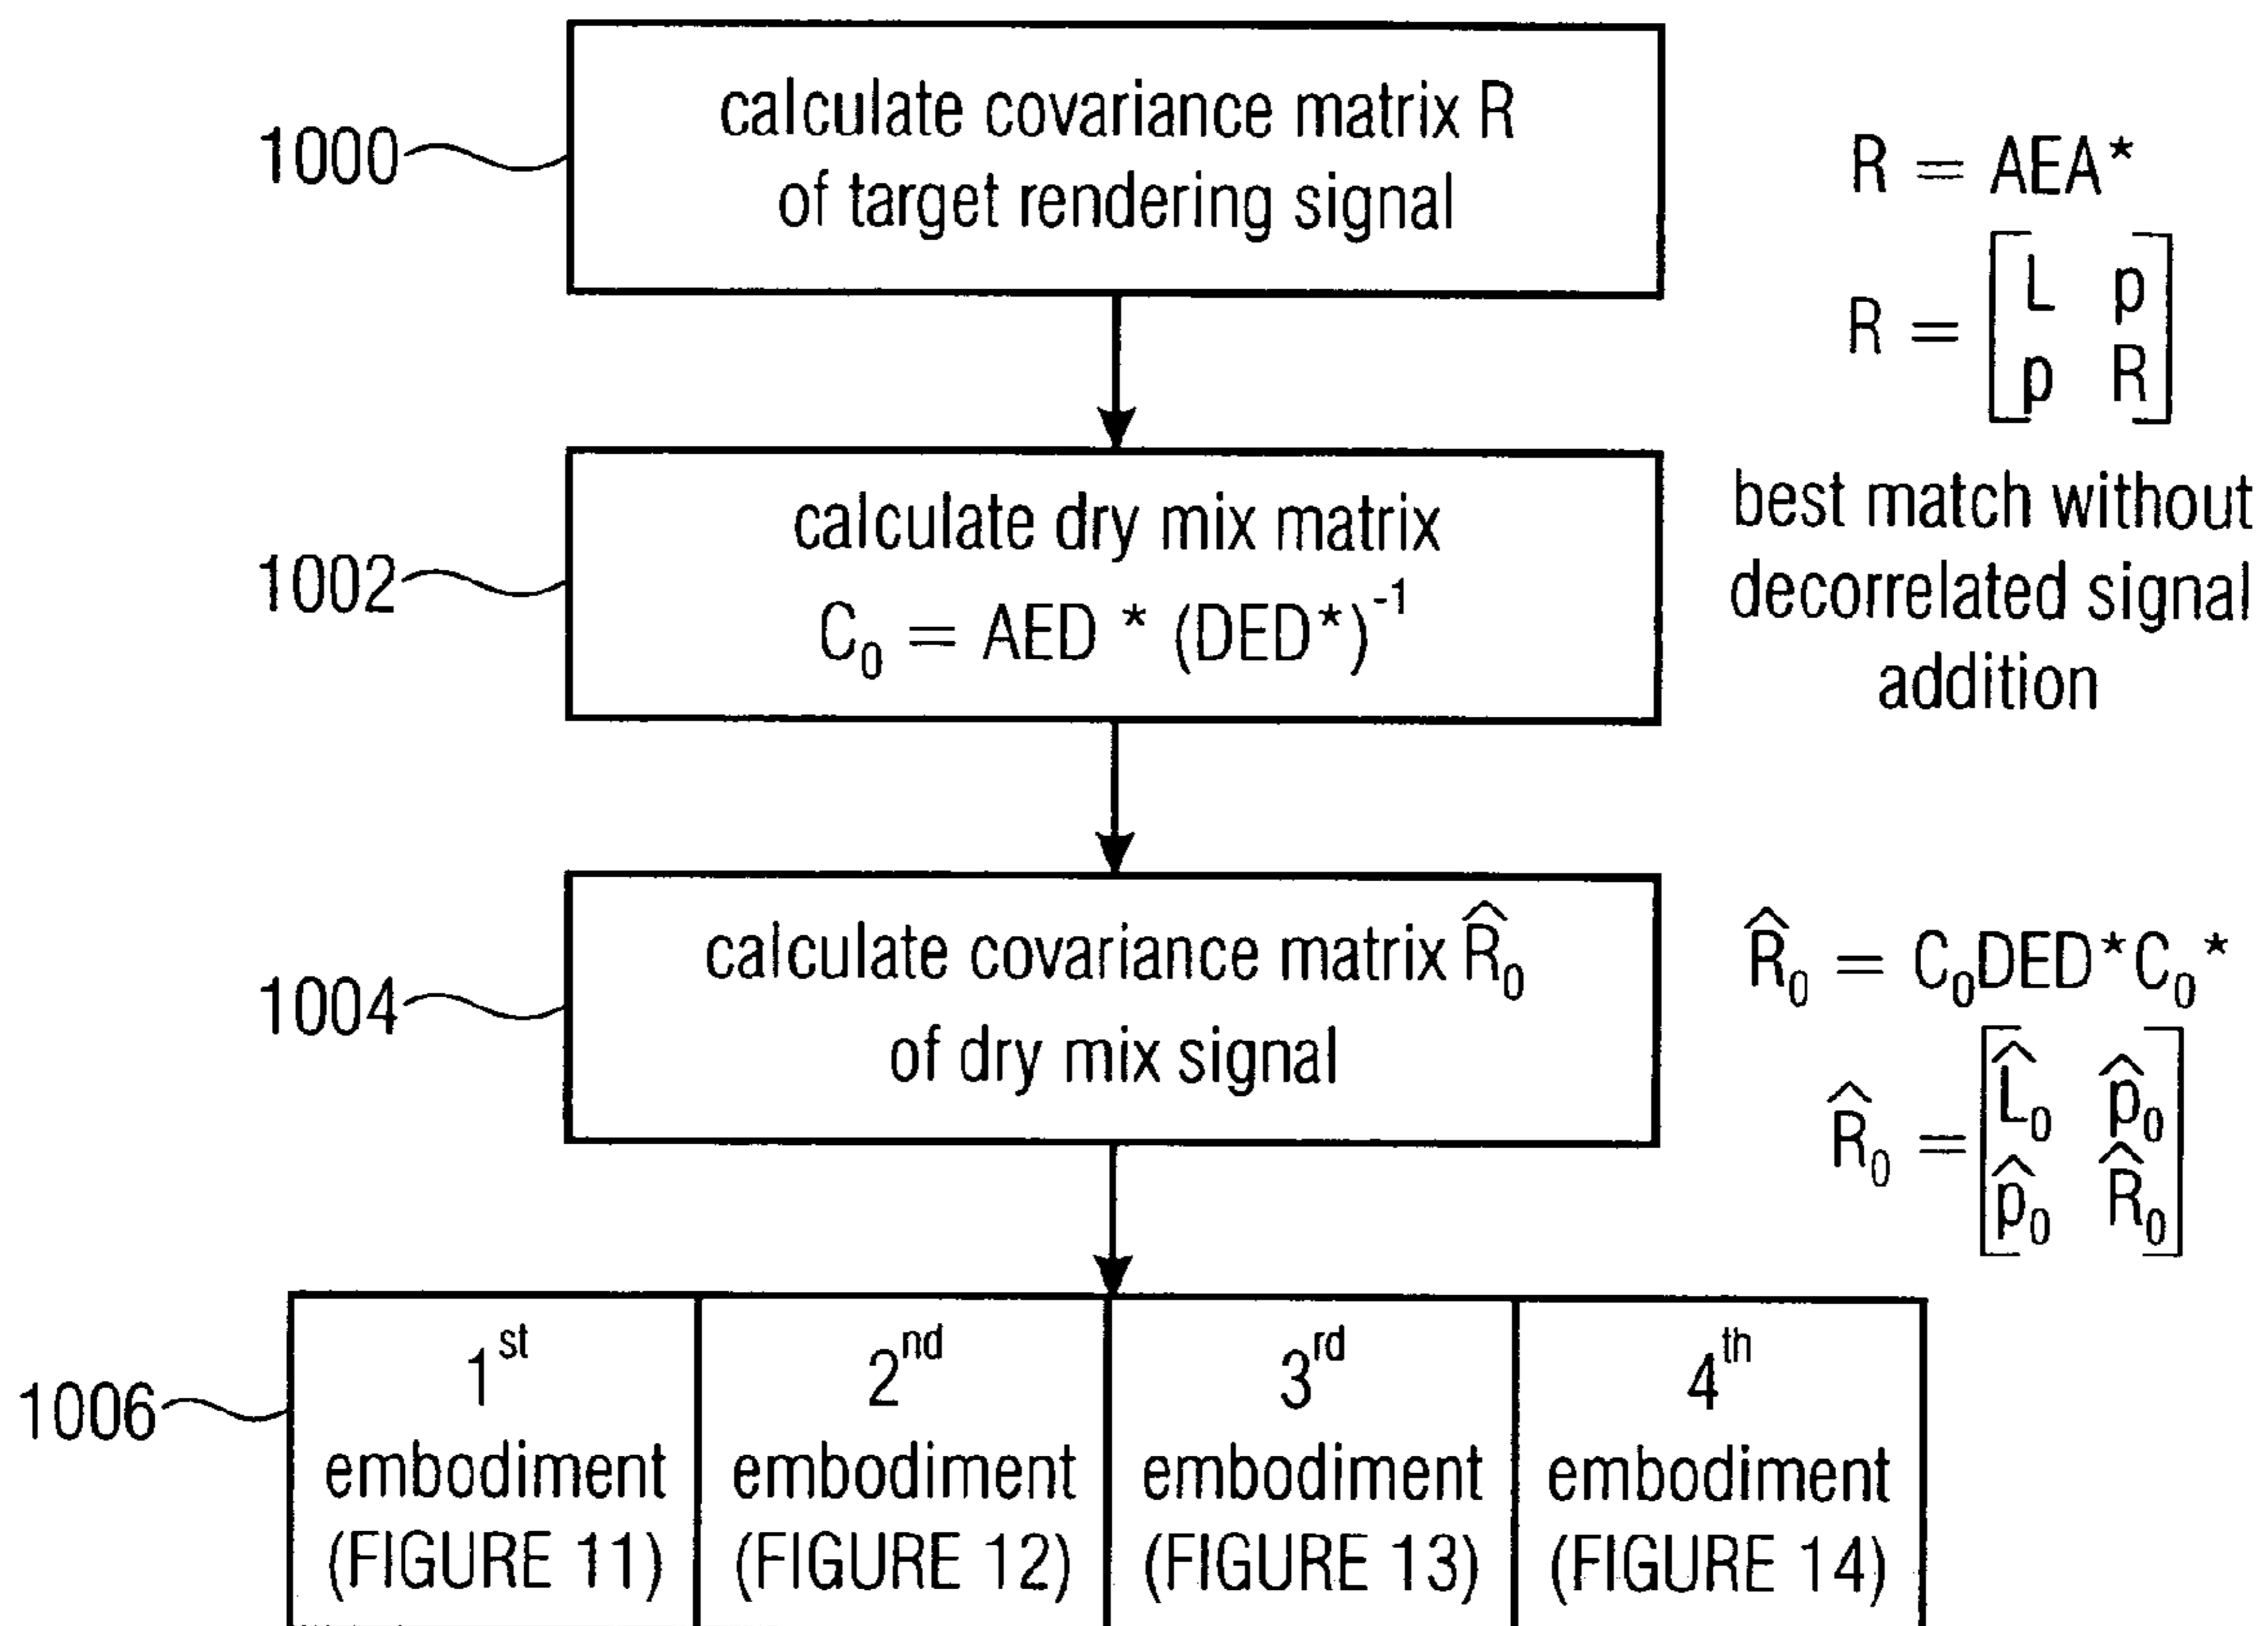 calculate covariance matrix R
of target rendering signal
1000
R = AEA*
R = [L p
p R]
calculate dry mix matrix
C₀ = AED * (DED*)⁻¹
1002
best match without
decorrelated signal
addition
calculate covariance matrix R̂₀
of dry mix signal
1004
R̂₀ = C₀DED*C₀*
R̂₀ = [L̂₀ p̂₀
p̂₀ R̂₀]
1006
1st
embodiment
(FIGURE 11)
2nd
embodiment
(FIGURE 12)
3rd
embodiment
(FIGURE 13)
4th
embodiment
(FIGURE 14)